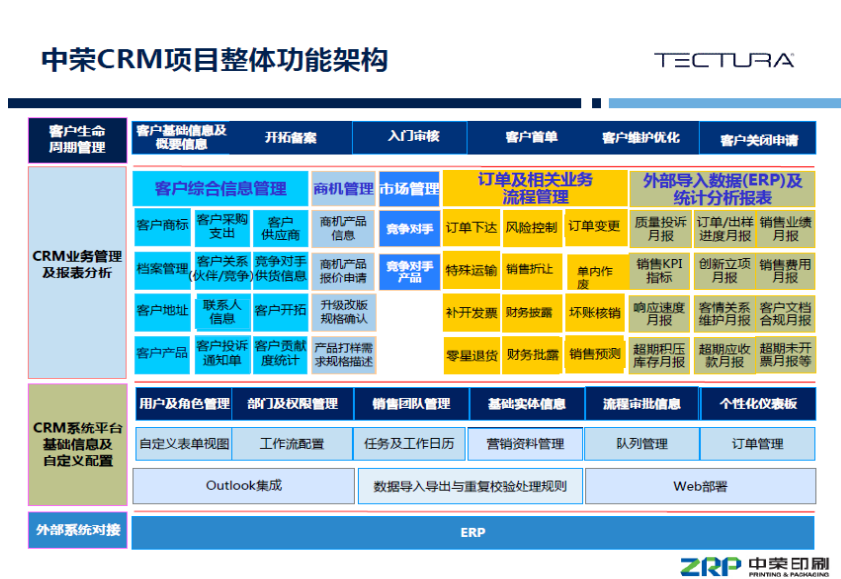 中荣CRM项目整体功能架构
TECTURA
客户生命
周期管理
客户基础信息及
概要信息
开拓备案
入门审核
客户首单
客户维护优化
客户关闭申请
CRM业务管理
及报表分析
客户综合信息管理
商机管理
市场管理
订单及相关业务
流程管理
外部导入数据(ERP)及
统计分析报表
客户商标
客户采购
支出
客户
供应商
商机产品
信息
竞争对手
订单下达
风险控制
订单变更
质量投诉
月报
订单/出样
进度月报
销售业绩
月报
档案管理
客户关系
(伙伴/竞争)
竞争对手
供货信息
商机产品
报价申请
竞争对手
产品
特殊运输
销售折让
单内作
废
销售KPI
指标
创新立项
月报
销售费用
月报
客户地址
联系人
信息
客户开拓
升级改版
规格确认
补开发票
财务披露
坏账核销
响应速度
月报
客情关系
维护月报
客户文档
合规月报
客户产品
客户投诉
通知单
客户贡献
度统计
产品打样需
求规格描述
零星退货
财务批露
销售预测
超期积压
库存月报
超期应收
款月报
超期未开
票月报等
CRM系统平台
基础信息及
自定义配置
用户及角色管理
部门及权限管理
销售团队管理
基础实体信息
流程审批信息
个性化仪表板
自定义表单视图
工作流配置
任务及工作日历
营销资料管理
队列管理
订单管理
Outlook集成
数据导入导出与重复校验处理规则
Web部署
外部系统对接
ERP
ZRP 中荣印刷
PRINTING & PACKAGING